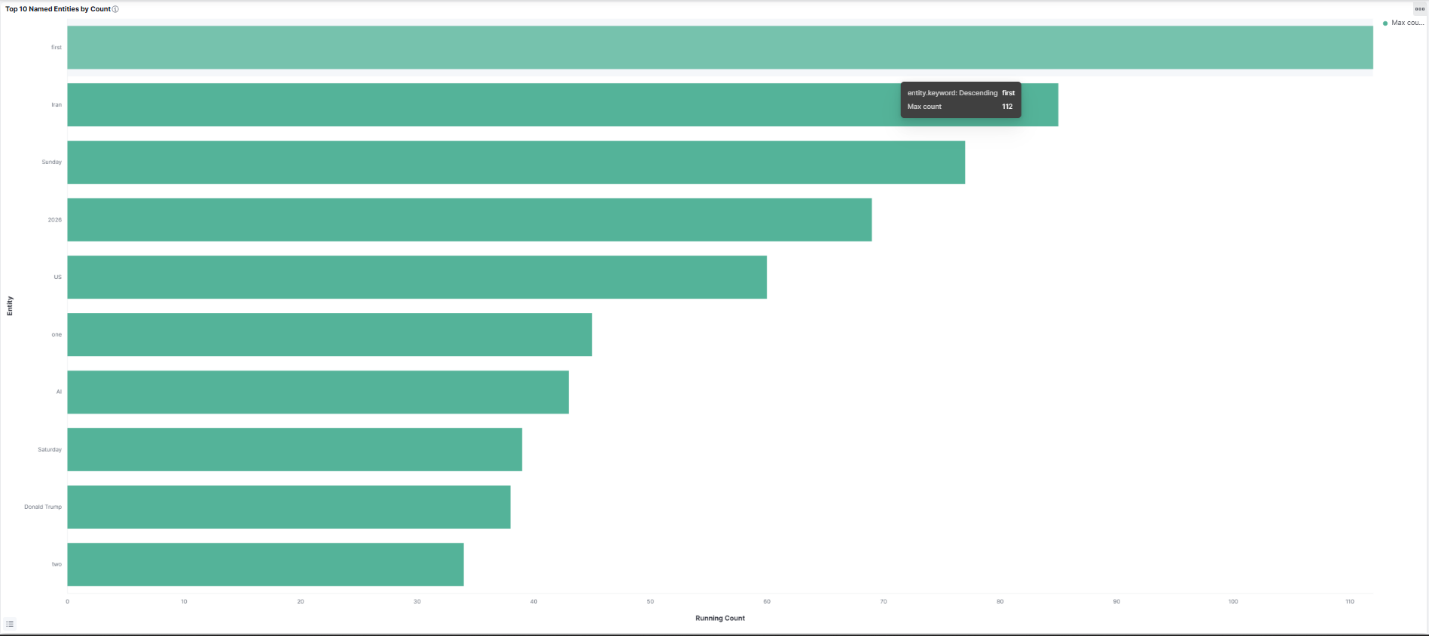 Top 10 Named Entities by Count
Max cou...
first
Iran
Sunday
2026
US
one
AI
Saturday
Donald Trump
two
entity.keyword: Descending first
Max count 112
Entity
0 10 20 30 40 50 60 70 80 90 100 110
Running Count